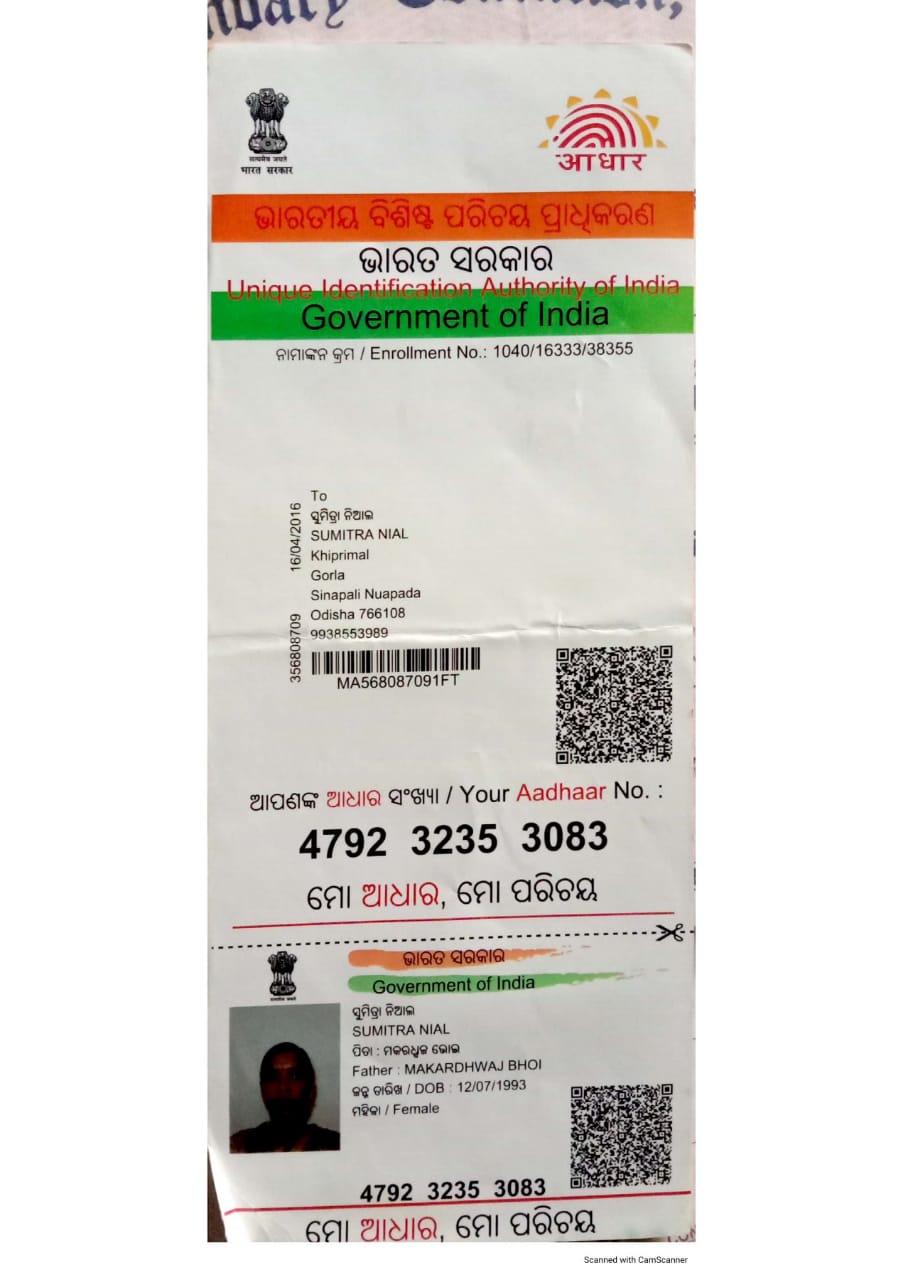 ndary
सत्यमेव जयते
भारत सरकार
आधार
ଭାରତୀୟ ବିଶିଷ୍ଟ ପରିଚୟ ପ୍ରାଧିକରଣ
ଭାରତ ସରକାର
Unique Identification Authority of India
Government of India
ନାମାଙ୍କନ କ୍ରମ / Enrollment No.: 1040/16333/38355
16/04/2016
To
ସୁମିତ୍ରା ନିଆଲ
SUMITRA NIAL
Khiprimal
Gorla
Sinapali Nuapada
Odisha 766108
9938553989
356808709
MA568087091FT
ଆପଣଙ୍କ ଆଧାର ସଂଖ୍ୟା / Your Aadhaar No. :
4792 3235 3083
ମୋ ଆଧାର, ମୋ ପରିଚୟ
ଭାରତ ସରକାର
Government of India
ସୁମିତ୍ରା ନିଆଲ
SUMITRA NIAL
ପିତା : ମକରଧ୍ଵଜ ଭୋଇ
Father : MAKARDHWAJ BHOI
ଜନ୍ମ ତାରିଖ / DOB : 12/07/1993
ମହିଳା / Female
4792 3235 3083
ମୋ ଆଧାର, ମୋ ପରିଚୟ
Scanned with CamScanner